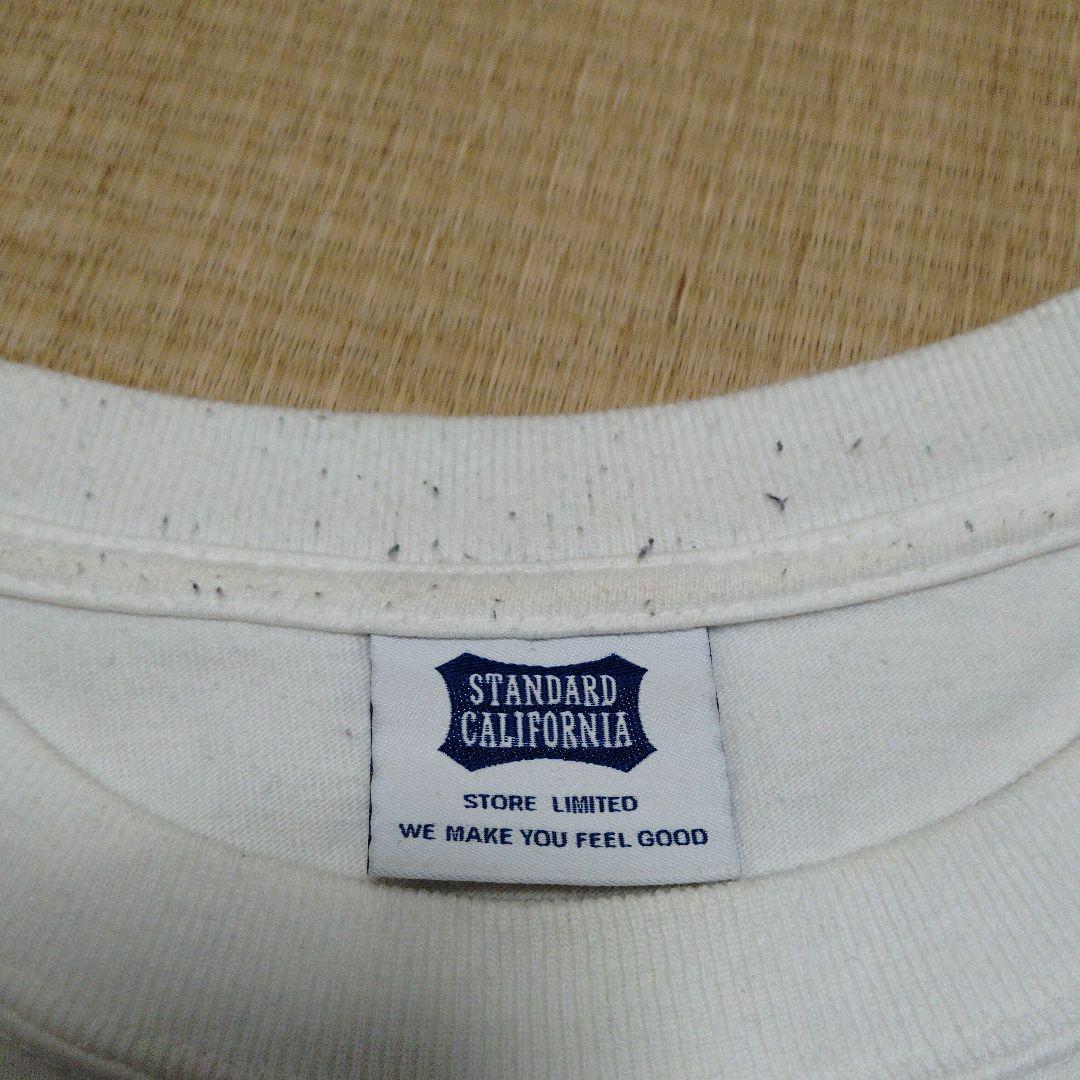 STANDARD
CALIFORNIA
STORE LIMITED
WE MAKE YOU FEEL GOOD